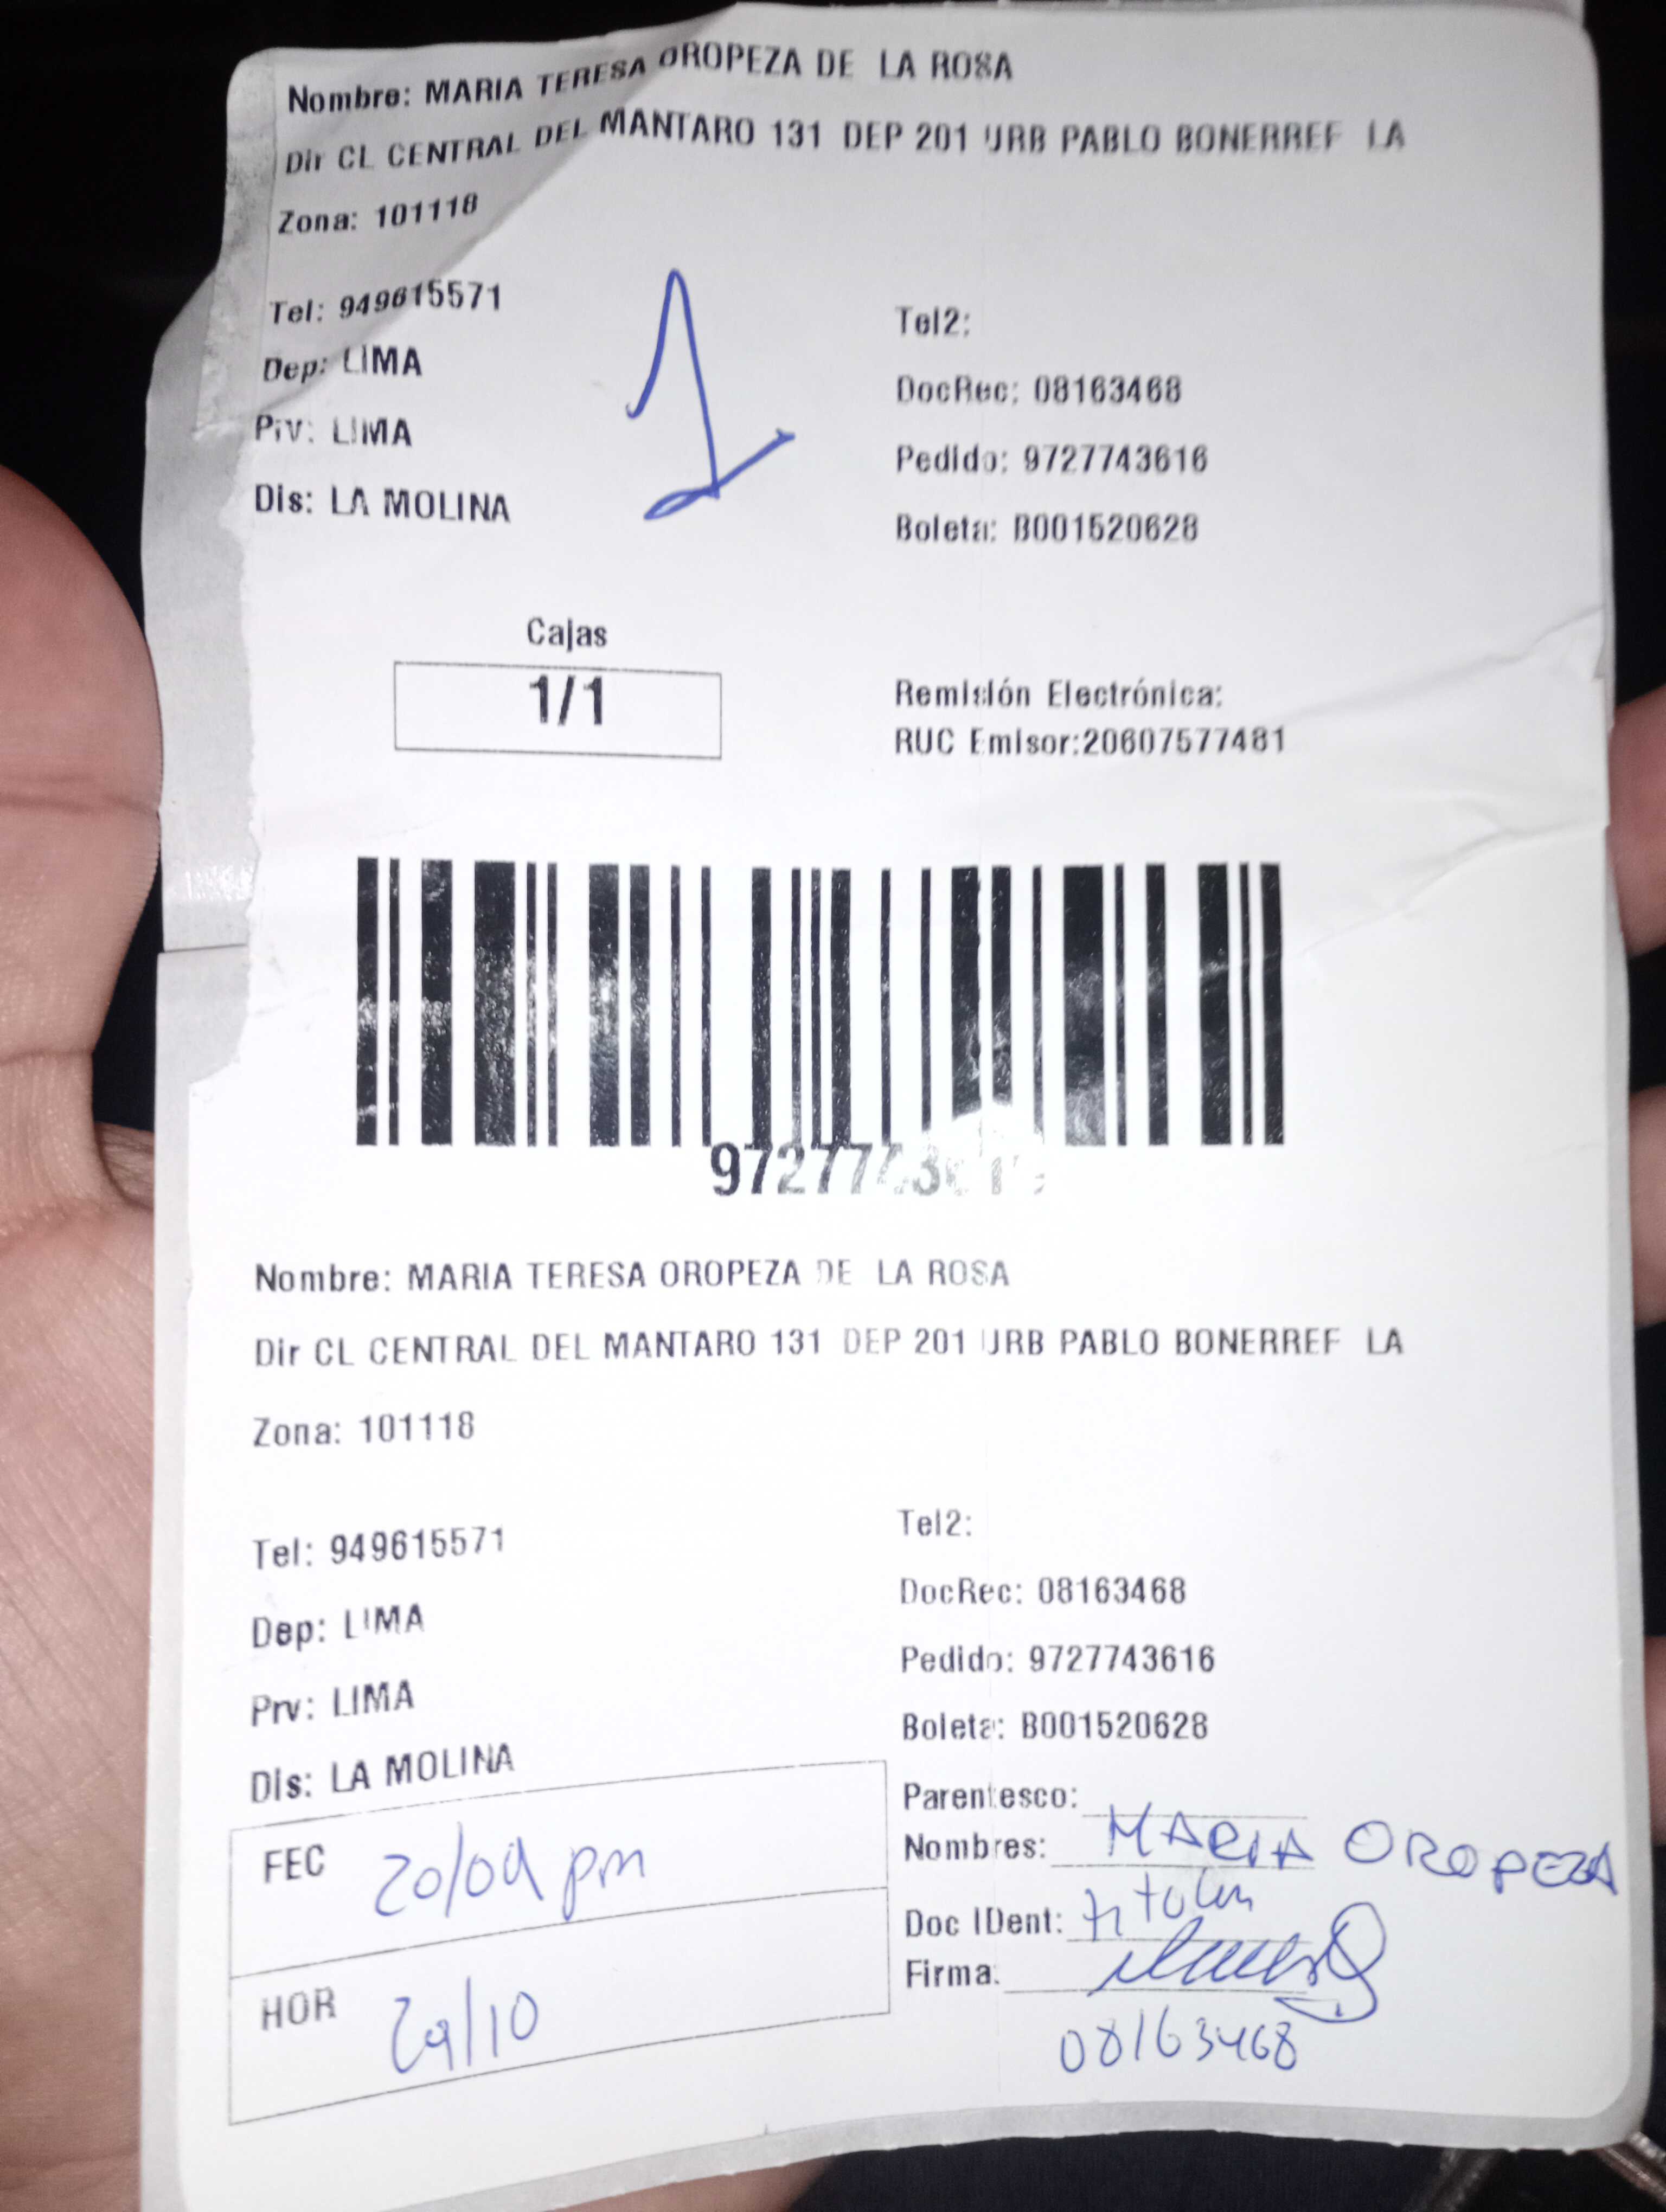 Nombre: MARIA TERESA OROPEZA DE LA ROSA
Dir CL CENTRAL DEL MANTARO 131 DEP 201 URB PABLO BONERREF LA
Zona: 101118
Tel: 949615571
Tel2:
Dep: LIMA
DocRec: 08163468
Prv: LIMA
Pedido: 9727743616
Dis: LA MOLINA
Boleta: B001520628
1
Cajas
1/1
Remisión Electrónica:
RUC Emisor:20607577481
9727743616
Nombre: MARIA TERESA OROPEZA DE LA ROSA
Dir CL CENTRAL DEL MANTARO 131 DEP 201 URB PABLO BONERREF LA
Zona: 101118
Tel: 949615571
Tel2:
Dep: LIMA
DocRec: 08163468
Prv: LIMA
Pedido: 9727743616
Dis: LA MOLINA
Boleta: B001520628
Parentesco:
Nombres: MARIA OROPEZA
Doc IDent: titular
Firma:
08163468
FEC 20/09 pm
HOR 29/10